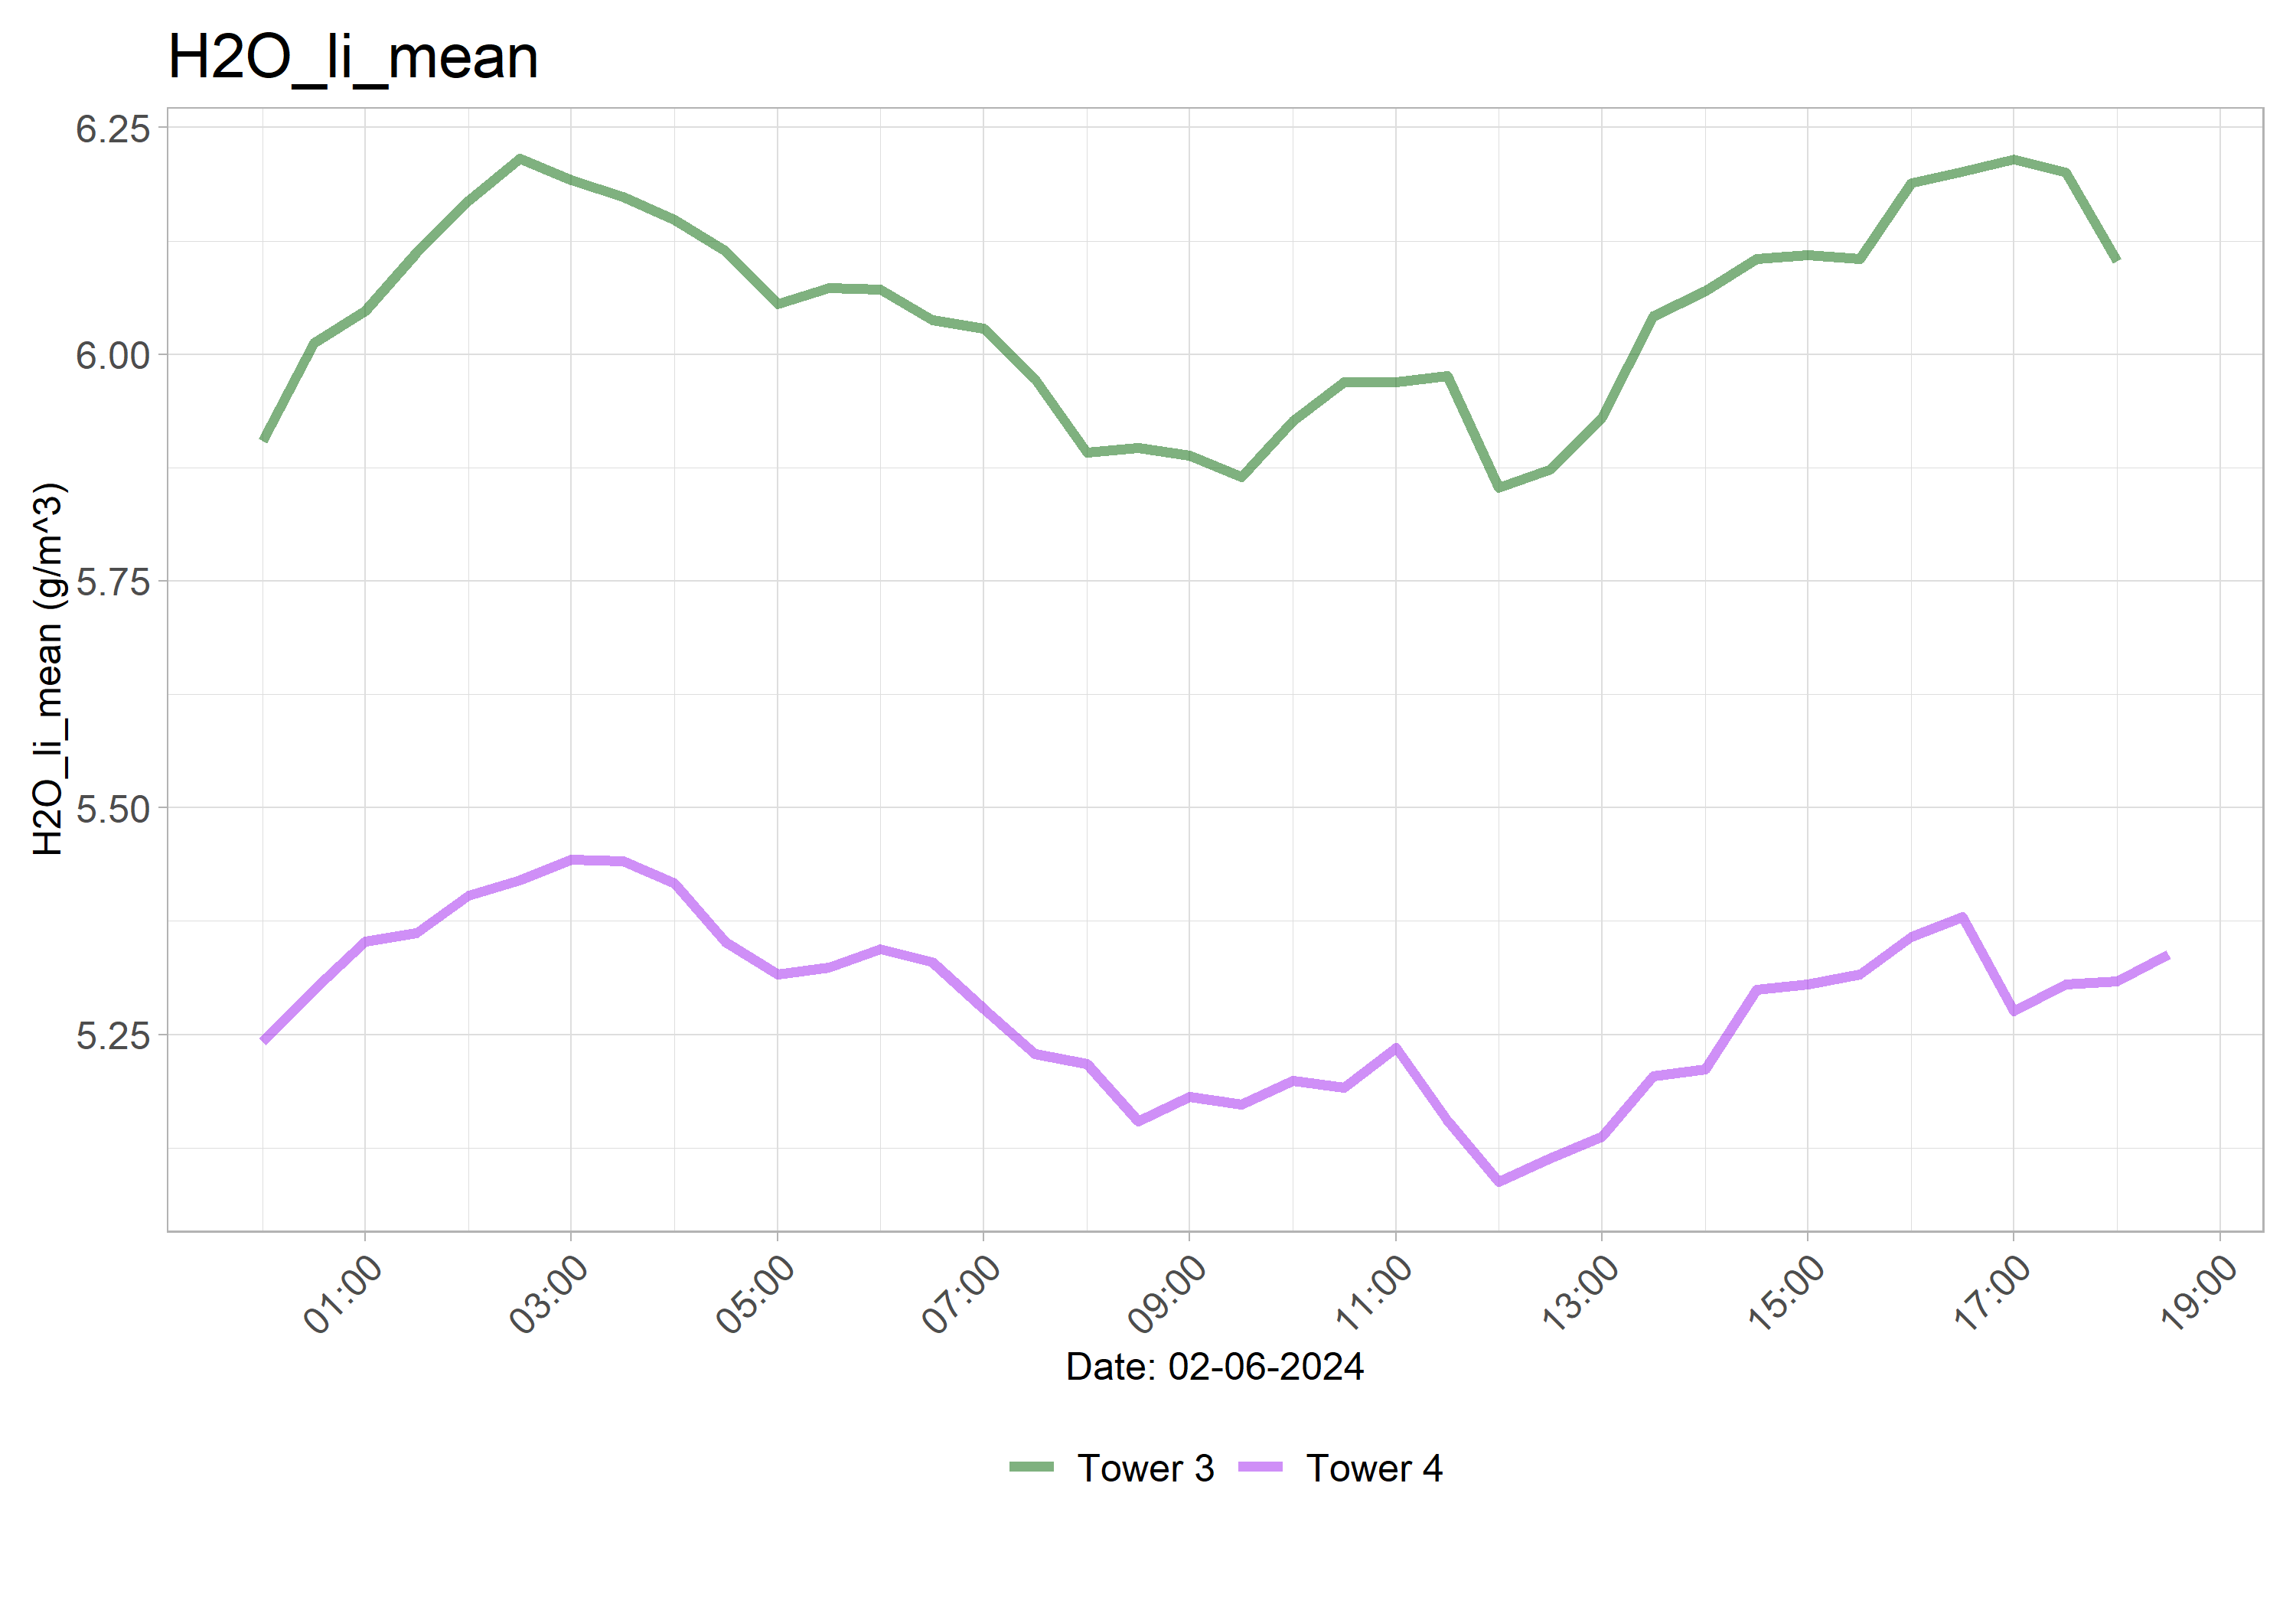 H2O_li_mean
H2O_li_mean (g/m^3)
6.25
6.00
5.75
5.50
5.25
01:00 03:00 05:00 07:00 09:00 11:00 13:00 15:00 17:00 19:00
Date: 02-06-2024
Tower 3 Tower 4